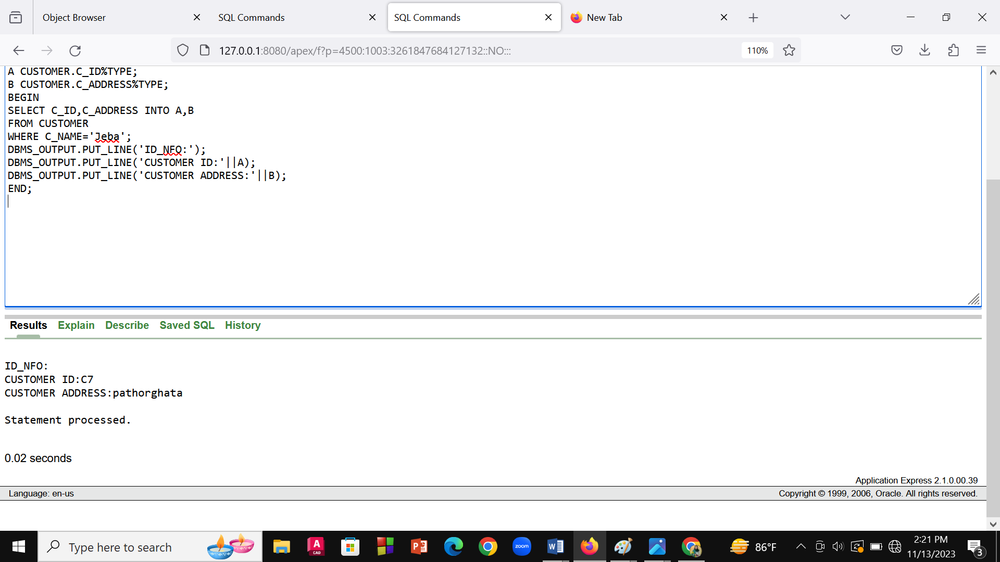 Object Browser
SQL Commands
SQL Commands
New Tab
127.0.0.1:8080/apex/f?p=4500:1003:3261847684127132::NO:::
110%
A CUSTOMER.C_ID%TYPE;
B CUSTOMER.C_ADDRESS%TYPE;
BEGIN
SELECT C_ID,C_ADDRESS INTO A,B
FROM CUSTOMER
WHERE C_NAME='Jeba';
DBMS_OUTPUT.PUT_LINE('ID_NFO:');
DBMS_OUTPUT.PUT_LINE('CUSTOMER ID:'||A);
DBMS_OUTPUT.PUT_LINE('CUSTOMER ADDRESS:'||B);
END;
Results Explain Describe Saved SQL History
ID_NFO:
CUSTOMER ID:C7
CUSTOMER ADDRESS:pathorghata
Statement processed.
0.02 seconds
Application Express 2.1.0.00.39
Language: en-us
Copyright © 1999, 2006, Oracle. All rights reserved.
Type here to search
A
CAD
zoom
86°F
2:21 PM
11/13/2023
3